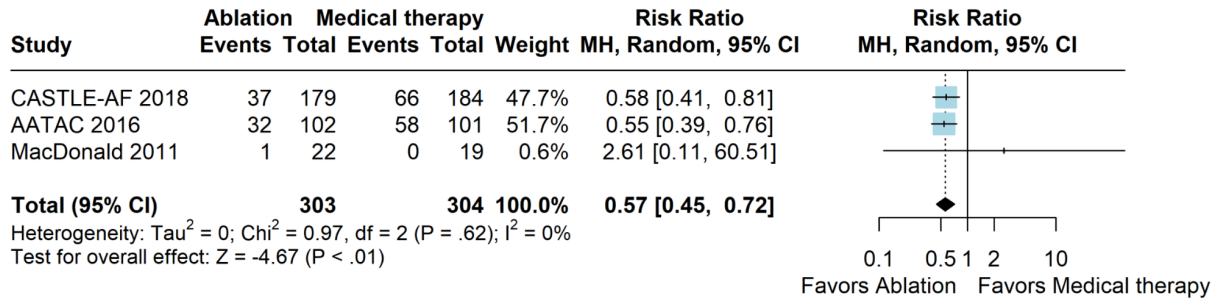 Ablation Medical therapy Risk Ratio Risk Ratio
Study Events Total Events Total Weight MH, Random, 95% CI MH, Random, 95% CI
CASTLE-AF 2018 37 179 66 184 47.7% 0.58 [0.41, 0.81]
AATAC 2016 32 102 58 101 51.7% 0.55 [0.39, 0.76]
MacDonald 2011 1 22 0 19 0.6% 2.61 [0.11, 60.51]
Total (95% CI) 303 304 100.0% 0.57 [0.45, 0.72]
Heterogeneity: Tau² = 0; Chi² = 0.97, df = 2 (P = .62); I² = 0%
Test for overall effect: Z = -4.67 (P < .01)
0.1 0.5 1 2 10
Favors Ablation Favors Medical therapy